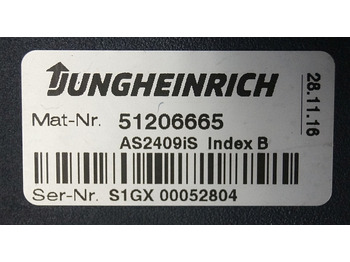 JUNGHEINRICH
Mat-Nr. 51206665
AS2409iS Index B
Ser-Nr. S1GX 00052804
28.11.16